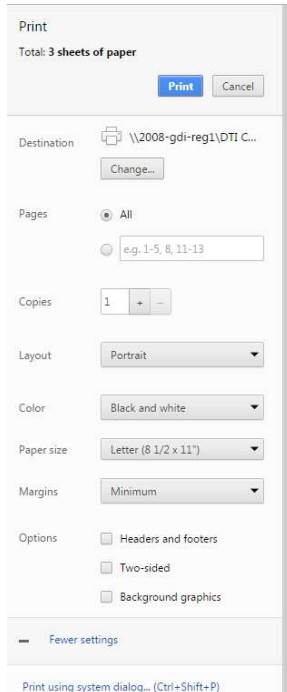 Print
Total: 3 sheets of paper
Print Cancel
Destination \\2008-gdi-reg1\DTI C...
Change...
Pages All
e.g. 1-5, 8, 11-13
Copies 1 + −
Layout Portrait
Color Black and white
Paper size Letter (8 1/2 x 11")
Margins Minimum
Options Headers and footers
Two-sided
Background graphics
Fewer settings
Print using system dialog... (Ctrl+Shift+P)